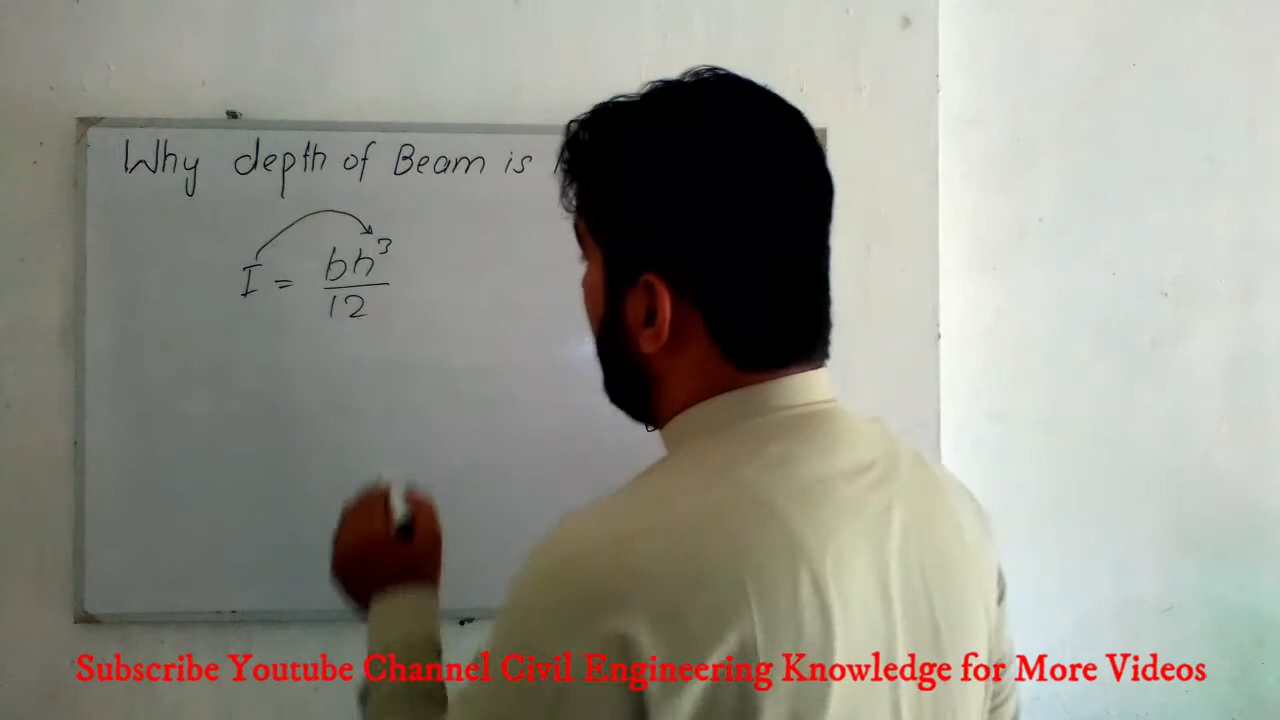 Why depth of Beam is
I = bh³/12
Subscribe Youtube Channel Civil Engineering Knowledge for More Videos